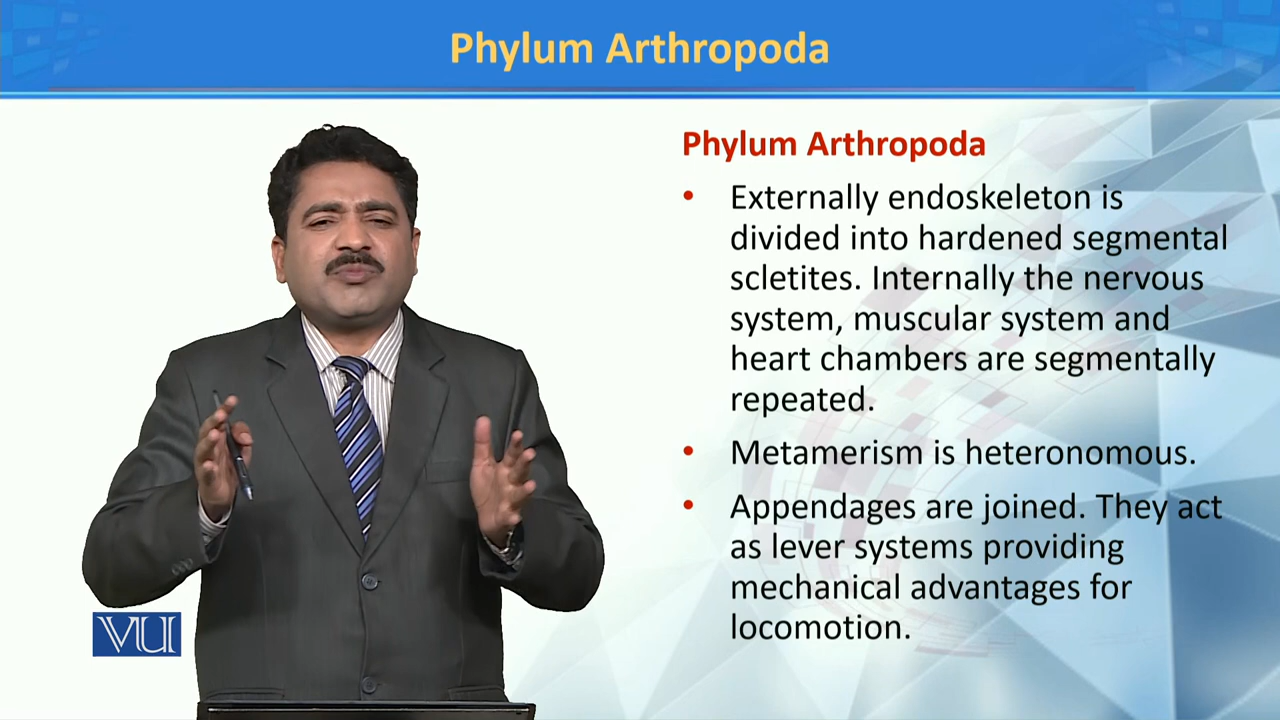 Phylum Arthropoda
Phylum Arthropoda
• Externally endoskeleton is
divided into hardened segmental
scletites. Internally the nervous
system, muscular system and
heart chambers are segmentally
repeated.
• Metamerism is heteronomous.
• Appendages are joined. They act
as lever systems providing
mechanical advantages for
locomotion.
VU